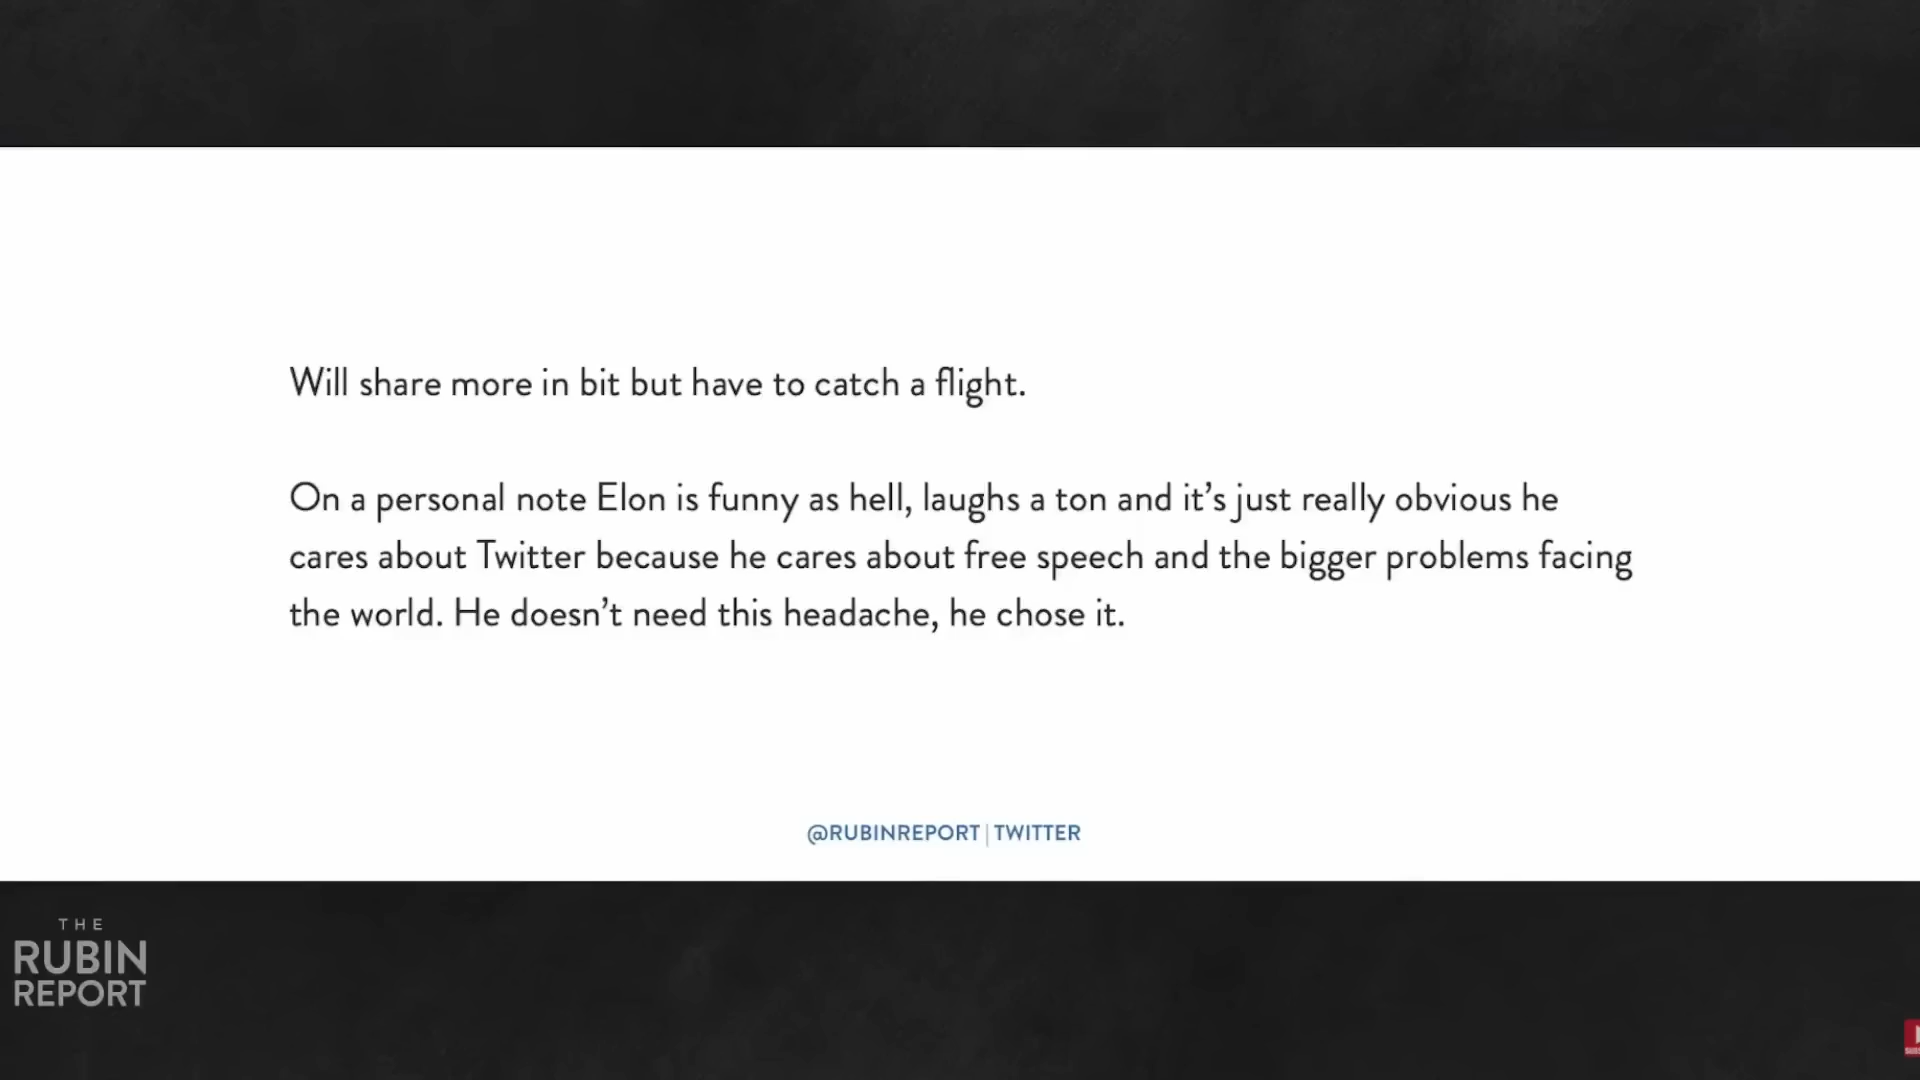 Will share more in bit but have to catch a flight.
On a personal note Elon is funny as hell, laughs a ton and it’s just really obvious he
cares about Twitter because he cares about free speech and the bigger problems facing
the world. He doesn’t need this headache, he chose it.
@RUBINREPORT | TWITTER
THE
RUBIN
REPORT